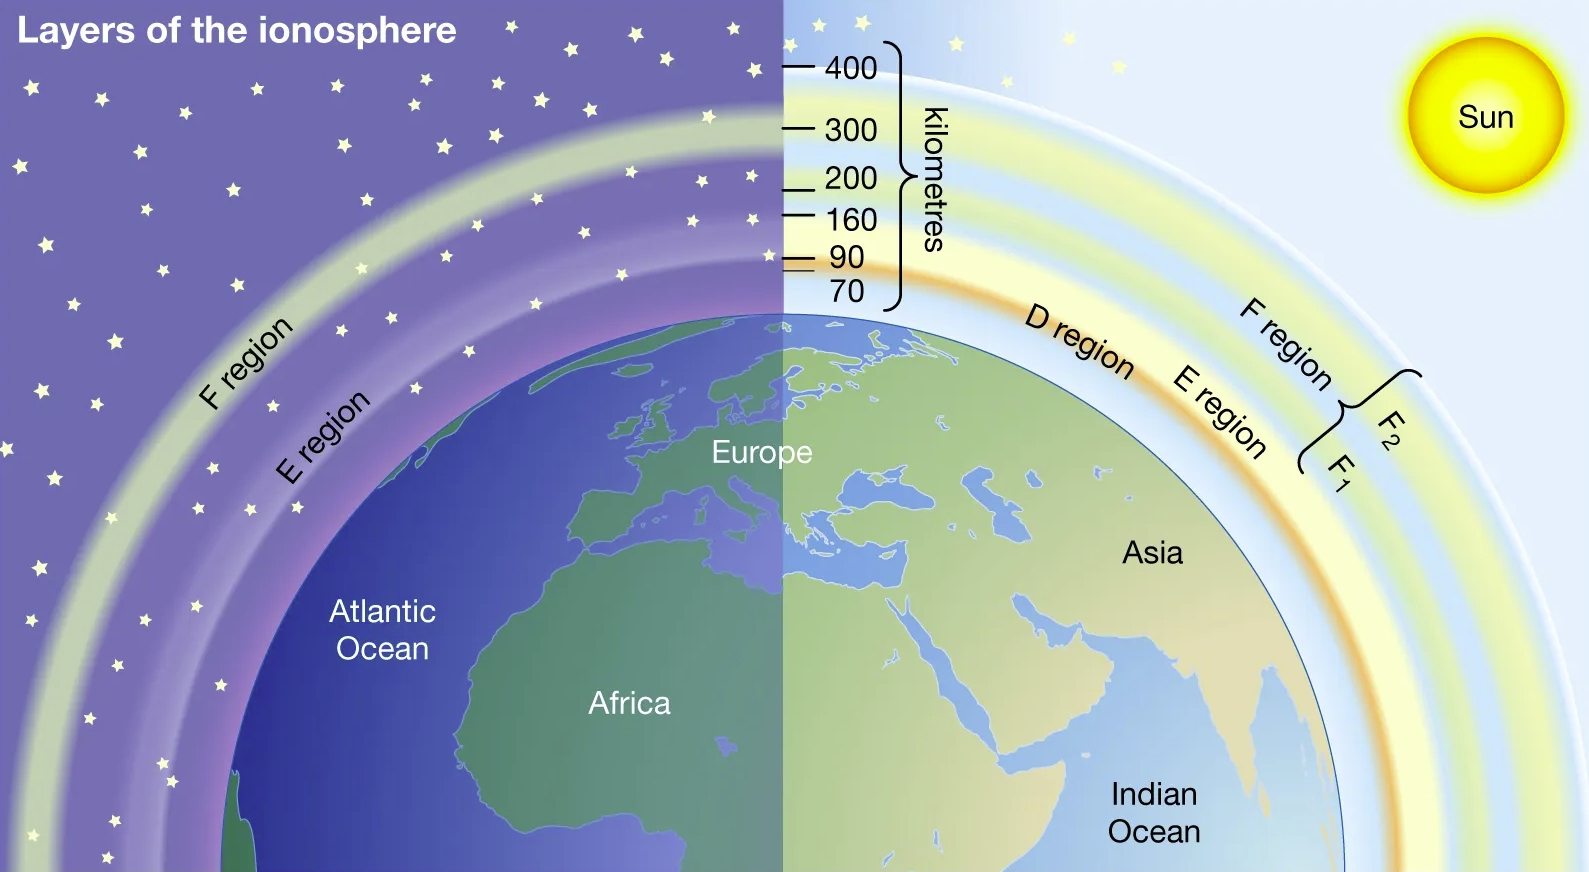 Layers of the ionosphere
400
300
200
160
90
70
kilometres
Sun
F region
E region
D region
E region
F region
F2
F1
Europe
Asia
Atlantic
Ocean
Africa
Indian
Ocean